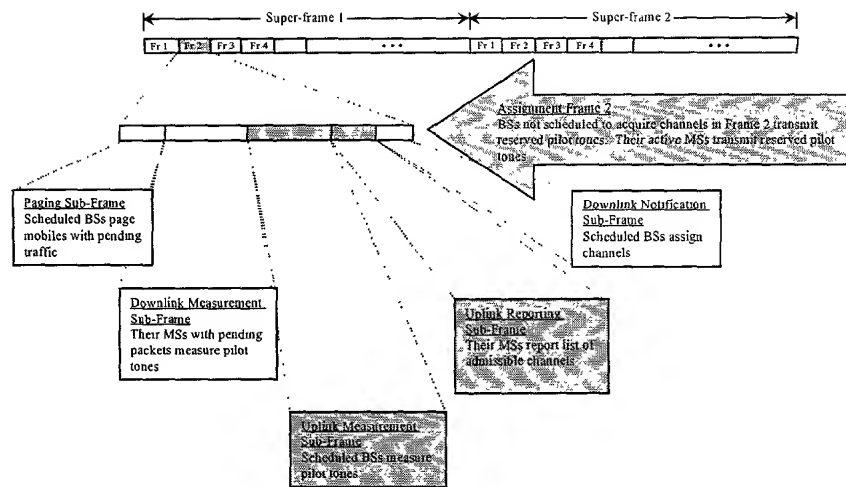 Super-frame 1
Super-frame 2
Fr 1 Fr 2 Fr 3 Fr 4 • • • Fr 1 Fr 2 Fr 3 Fr 4 • • •
Assignment Frame 2
BSs not scheduled to acquire channels in Frame 2 transmit
reserved pilot tones. Their active MSs transmit reserved pilot
tones
Paging Sub-Frame
Scheduled BSs page
mobiles with pending
traffic
Downlink Notification
Sub-Frame
Scheduled BSs assign
channels
Downlink Measurement
Sub-Frame
Their MSs with pending
packets measure pilot
tones
Uplink Reporting
Sub-Frame
Their MSs report list of
admissible channels
Uplink Measurement
Sub-Frame
Scheduled BSs measure
pilot tones